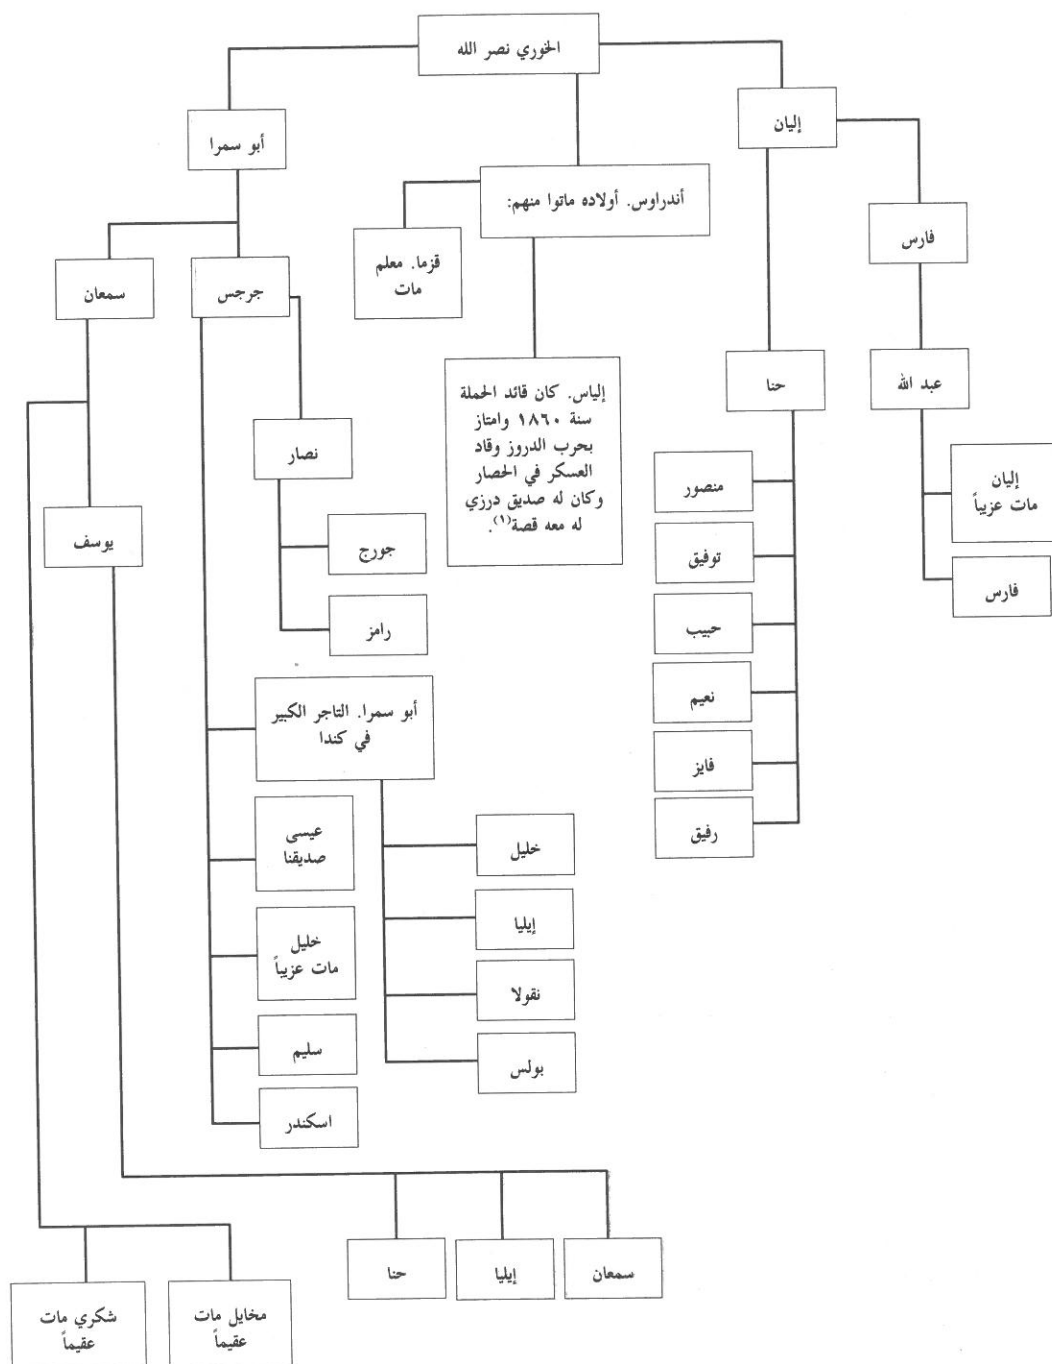 الخوري نصر الله
إليان
أبو سمرا
أندراوس. أولاده ماتوا منهم:
فارس
قزما. معلم
مات
جرجس
سمعان
عبد الله
حنا
إلياس. كان قائد الحملة
سنة ١٨٦٠ وامتاز
بحرب الدروز وقاد
العسكر في الحصار
وكان له صديق درزي
له معه قصة(١).
نصار
إليان
مات عزيباً
منصور
يوسف
جورج
توفيق
فارس
رامز
حبيب
نعيم
أبو سمرا. التاجر الكبير
في كندا
فايز
رفيق
عيسى
صديقنا
خليل
خليل
مات عزيباً
إيليا
نقولا
سليم
بولس
اسكندر
سمعان
إيليا
حنا
مخايل مات
عقيماً
شكري مات
عقيماً